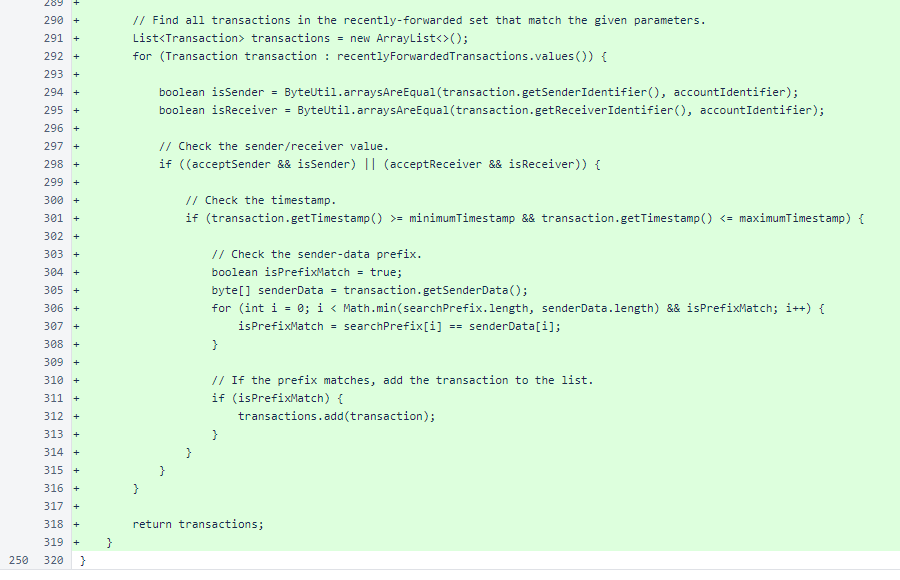 289 +
290 +        // Find all transactions in the recently-forwarded set that match the given parameters.
291 +        List<Transaction> transactions = new ArrayList<>();
292 +        for (Transaction transaction : recentlyForwardedTransactions.values()) {
293 +
294 +            boolean isSender = ByteUtil.arraysAreEqual(transaction.getSenderIdentifier(), accountIdentifier);
295 +            boolean isReceiver = ByteUtil.arraysAreEqual(transaction.getReceiverIdentifier(), accountIdentifier);
296 +
297 +            // Check the sender/receiver value.
298 +            if ((acceptSender && isSender) || (acceptReceiver && isReceiver)) {
299 +
300 +                // Check the timestamp.
301 +                if (transaction.getTimestamp() >= minimumTimestamp && transaction.getTimestamp() <= maximumTimestamp) {
302 +
303 +                    // Check the sender-data prefix.
304 +                    boolean isPrefixMatch = true;
305 +                    byte[] senderData = transaction.getSenderData();
306 +                    for (int i = 0; i < Math.min(searchPrefix.length, senderData.length) && isPrefixMatch; i++) {
307 +                        isPrefixMatch = searchPrefix[i] == senderData[i];
308 +                    }
309 +
310 +                    // If the prefix matches, add the transaction to the list.
311 +                    if (isPrefixMatch) {
312 +                        transactions.add(transaction);
313 +                    }
314 +                }
315 +            }
316 +        }
317 +
318 +        return transactions;
319 +    }
250 320 }